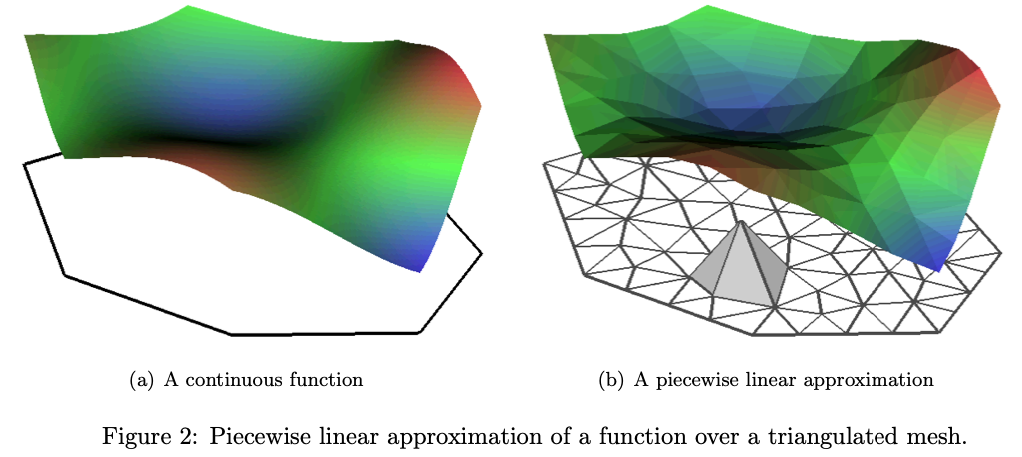 (a) A continuous function
(b) A piecewise linear approximation
Figure 2: Piecewise linear approximation of a function over a triangulated mesh.